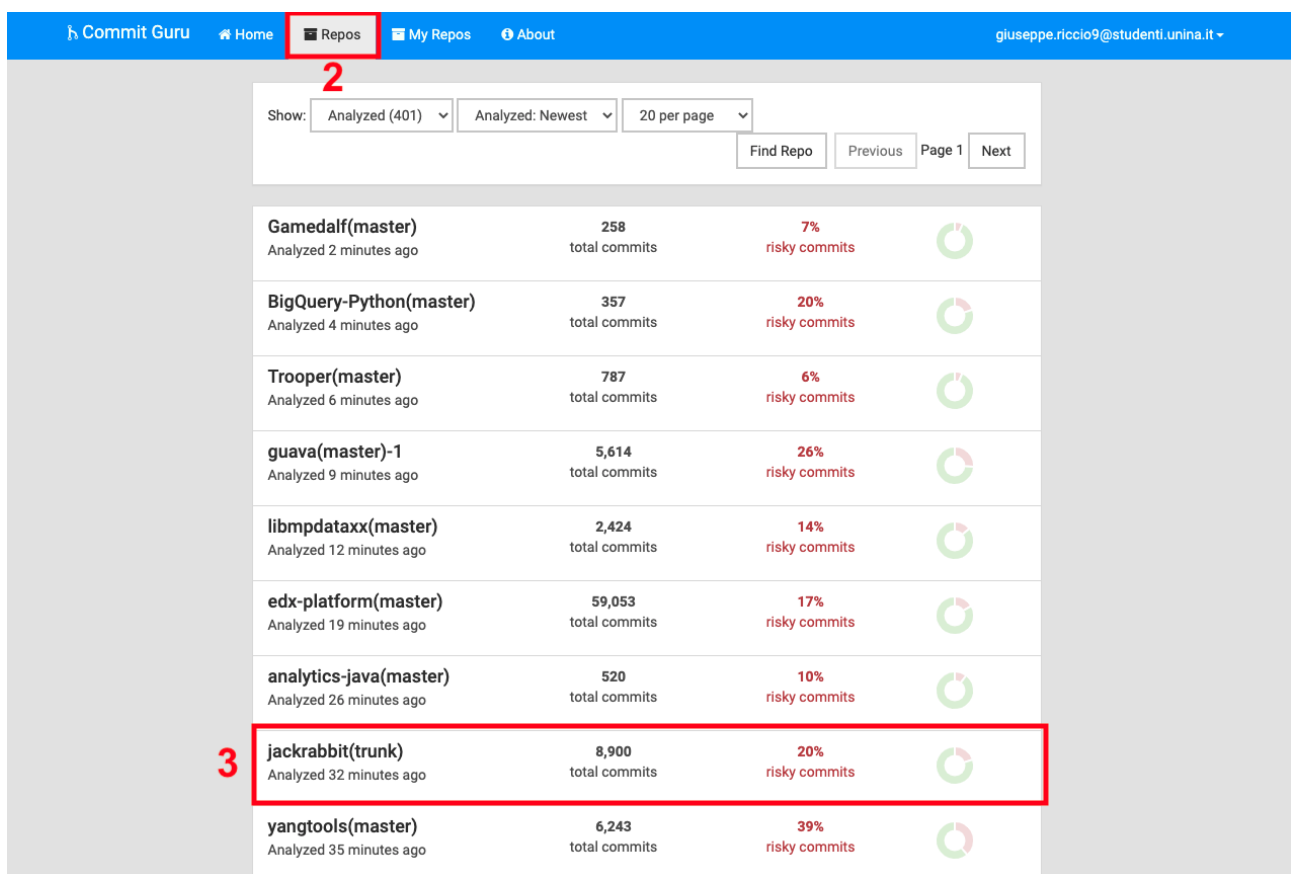 Commit Guru Home Repos My Repos About giuseppe.riccio9@studenti.unina.it
2
Show: Analyzed (401) Analyzed: Newest 20 per page
Find Repo Previous Page 1 Next
Gamedalf(master) 258 7%
Analyzed 2 minutes ago total commits risky commits
BigQuery-Python(master) 357 20%
Analyzed 4 minutes ago total commits risky commits
Trooper(master) 787 6%
Analyzed 6 minutes ago total commits risky commits
guava(master)-1 5,614 26%
Analyzed 9 minutes ago total commits risky commits
libmpdataxx(master) 2,424 14%
Analyzed 12 minutes ago total commits risky commits
edx-platform(master) 59,053 17%
Analyzed 19 minutes ago total commits risky commits
analytics-java(master) 520 10%
Analyzed 26 minutes ago total commits risky commits
3
jackrabbit(trunk) 8,900 20%
Analyzed 32 minutes ago total commits risky commits
yangtools(master) 6,243 39%
Analyzed 35 minutes ago total commits risky commits